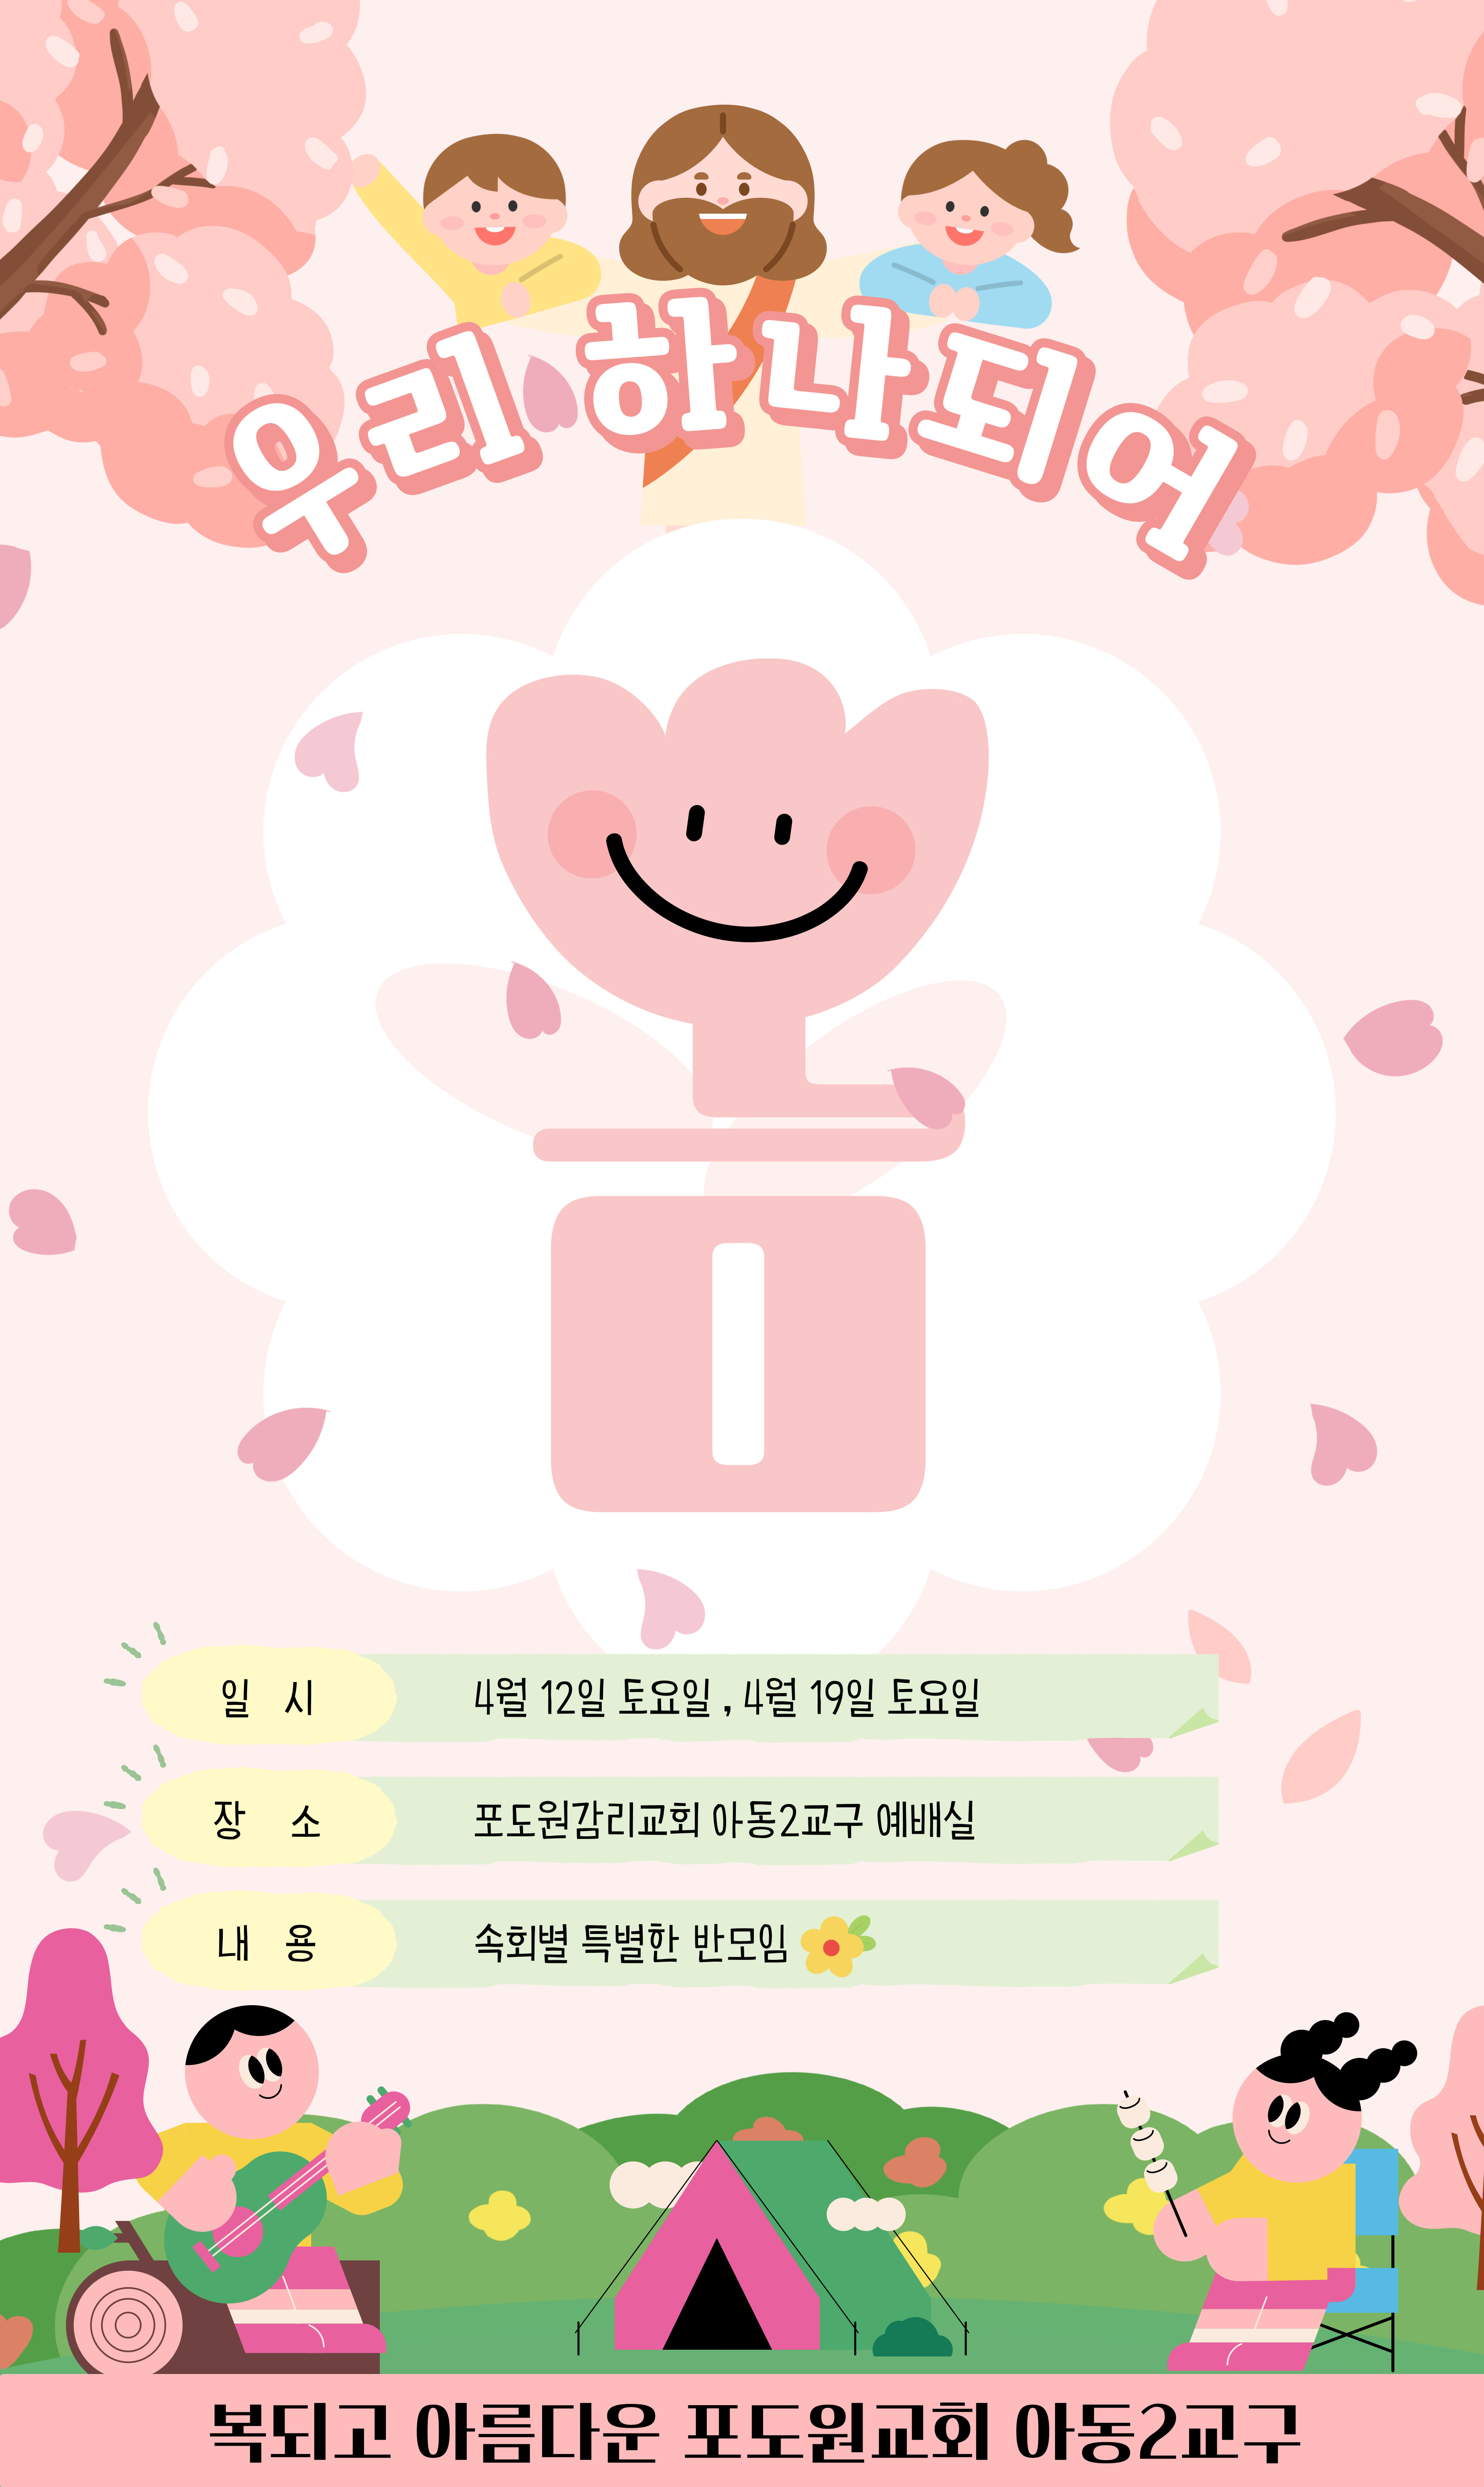 우리 하나되어
봄
일 시 4월 12일 토요일 , 4월 19일 토요일
장 소 포도원감리교회 아동2교구 예배실
내 용 속회별 특별한 반모임
복되고 아름다운 포도원교회 아동2교구